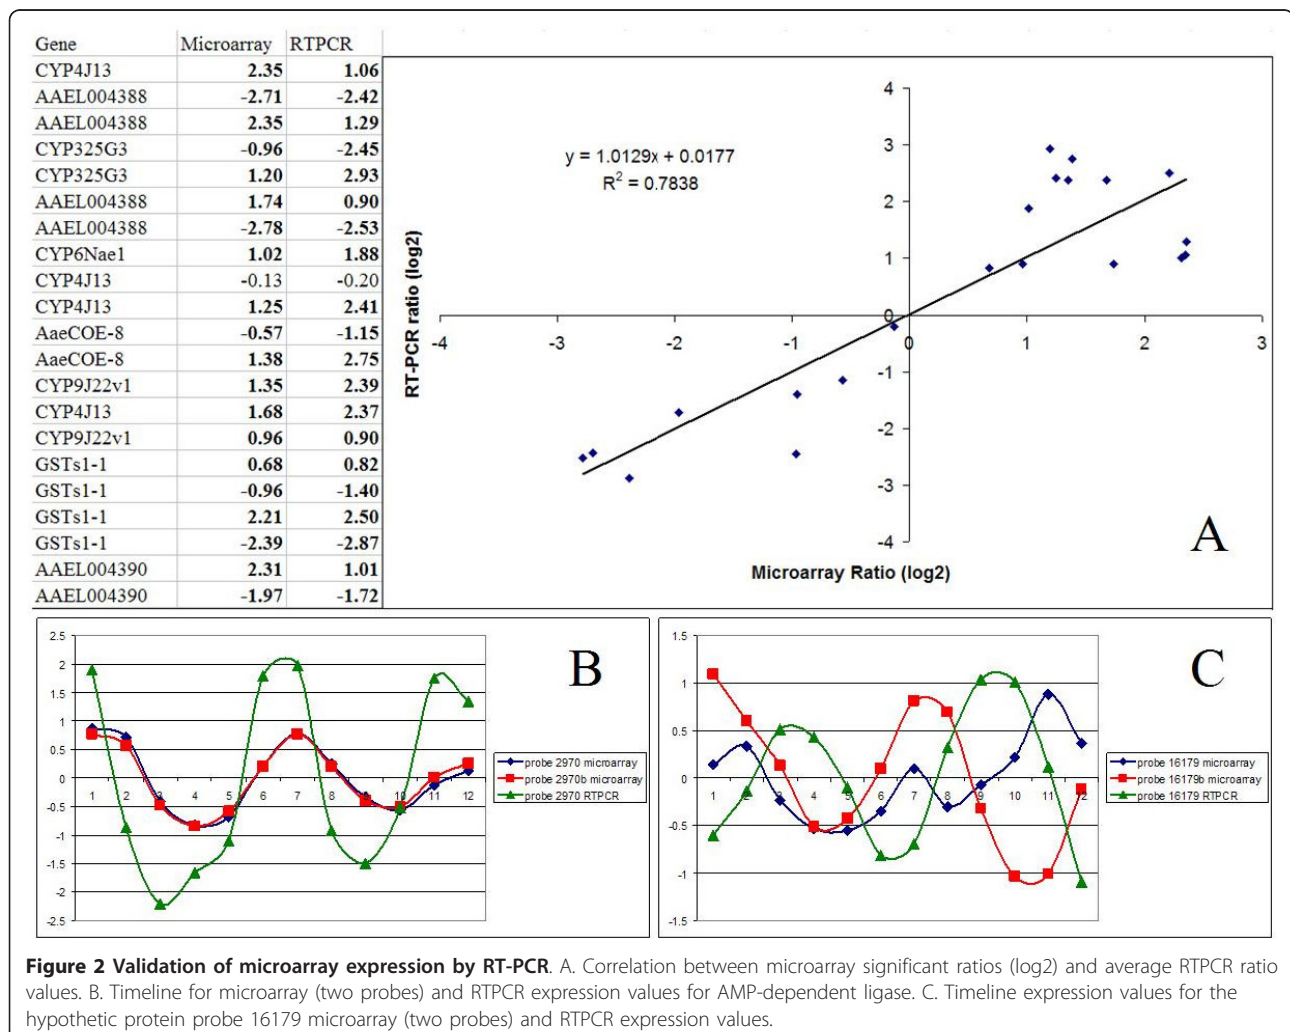 Gene Microarray RTPCR
CYP4J13 2.35 1.06
AAEL004388 -2.71 -2.42
AAEL004388 2.35 1.29
CYP325G3 -0.96 -2.45
CYP325G3 1.20 2.93
AAEL004388 1.74 0.90
AAEL004388 -2.78 -2.53
CYP6Nae1 1.02 1.88
CYP4J13 -0.13 -0.20
CYP4J13 1.25 2.41
AaeCOE-8 -0.57 -1.15
AaeCOE-8 1.38 2.75
CYP9J22v1 1.35 2.39
CYP4J13 1.68 2.37
CYP9J22v1 0.96 0.90
GSTs1-1 0.68 0.82
GSTs1-1 -0.96 -1.40
GSTs1-1 2.21 2.50
GSTs1-1 -2.39 -2.87
AAEL004390 2.31 1.01
AAEL004390 -1.97 -1.72
y = 1.0129x + 0.0177
R² = 0.7838
RT-PCR ratio (log2)
4
3
2
1
0
-1
-2
-3
-4
-4 -3 -2 -1 0 1 2 3
Microarray Ratio (log2)
A
2.5
2
1.5
1
0.5
0
-0.5
-1
-1.5
-2
-2.5
1 2 3 4 5 6 7 8 9 10 11 12
B
probe 2970 microarray
probe 2970b microarray
probe 2970 RTPCR
1.5
1
0.5
0
-0.5
-1
-1.5
1 2 3 4 5 6 7 8 9 10 11 12
C
probe 16179 microarray
probe 16179b microarray
probe 16179 RTPCR
Figure 2 Validation of microarray expression by RT-PCR. A. Correlation between microarray significant ratios (log2) and average RTPCR ratio
values. B. Timeline for microarray (two probes) and RTPCR expression values for AMP-dependent ligase. C. Timeline expression values for the
hypothetic protein probe 16179 microarray (two probes) and RTPCR expression values.